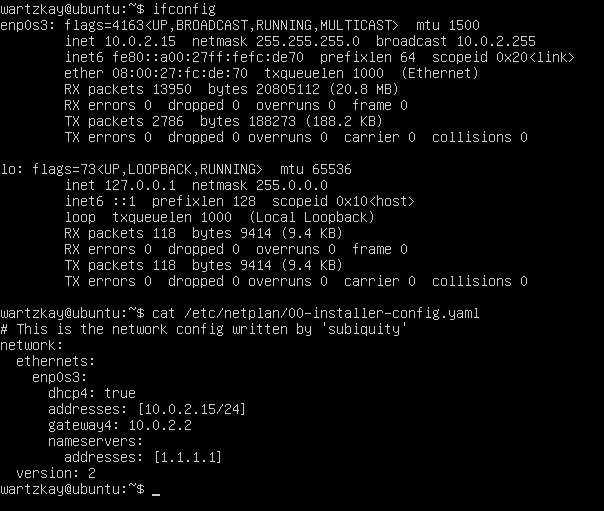 wartzkay@ubuntu:~$ ifconfig
enp0s3: flags=4163<UP,BROADCAST,RUNNING,MULTICAST>  mtu 1500
        inet 10.0.2.15  netmask 255.255.255.0  broadcast 10.0.2.255
        inet6 fe80::a00:27ff:fefc:de70  prefixlen 64  scopeid 0x20<link>
        ether 08:00:27:fc:de:70  txqueuelen 1000  (Ethernet)
        RX packets 13950  bytes 20805112 (20.8 MB)
        RX errors 0  dropped 0  overruns 0  frame 0
        TX packets 2786  bytes 188273 (188.2 KB)
        TX errors 0  dropped 0 overruns 0  carrier 0  collisions 0

lo: flags=73<UP,LOOPBACK,RUNNING>  mtu 65536
        inet 127.0.0.1  netmask 255.0.0.0
        inet6 ::1  prefixlen 128  scopeid 0x10<host>
        loop  txqueuelen 1000  (Local Loopback)
        RX packets 118  bytes 9414 (9.4 KB)
        RX errors 0  dropped 0  overruns 0  frame 0
        TX packets 118  bytes 9414 (9.4 KB)
        TX errors 0  dropped 0 overruns 0  carrier 0  collisions 0

wartzkay@ubuntu:~$ cat /etc/netplan/00-installer-config.yaml
# This is the network config written by 'subiquity'
network:
  ethernets:
    enp0s3:
      dhcp4: true
      addresses: [10.0.2.15/24]
      gateway4: 10.0.2.2
      nameservers:
        addresses: [1.1.1.1]
  version: 2
wartzkay@ubuntu:~$ _